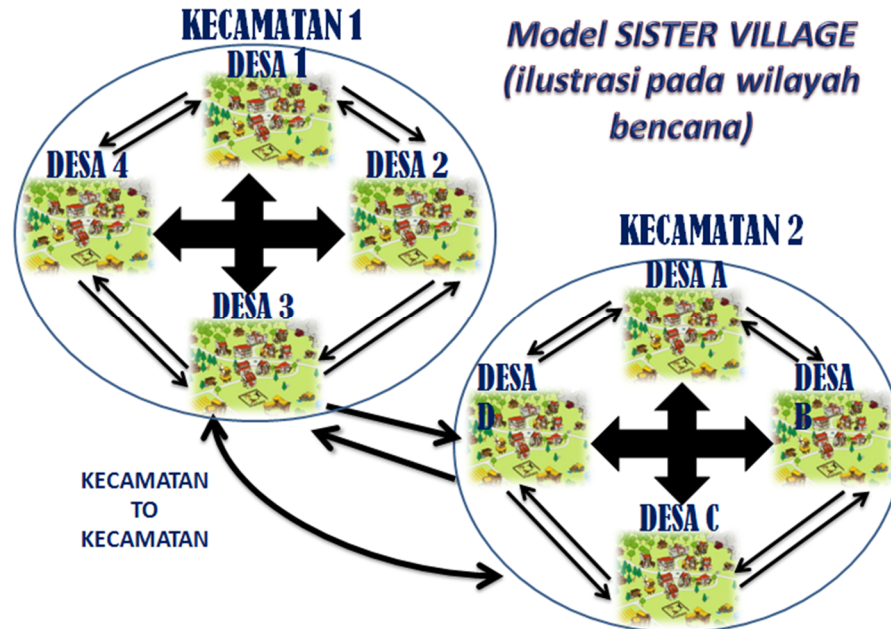 KECAMATAN 1
Model SISTER VILLAGE
(ilustrasi pada wilayah
bencana)
DESA 1
DESA 4
DESA 2
DESA 3
KECAMATAN 2
DESA A
DESA
D
DESA
B
DESA C
KECAMATAN
TO
KECAMATAN